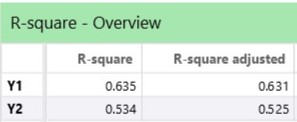 R-square - Overview
R-square R-square adjusted
Y1 0.635 0.631
Y2 0.534 0.525